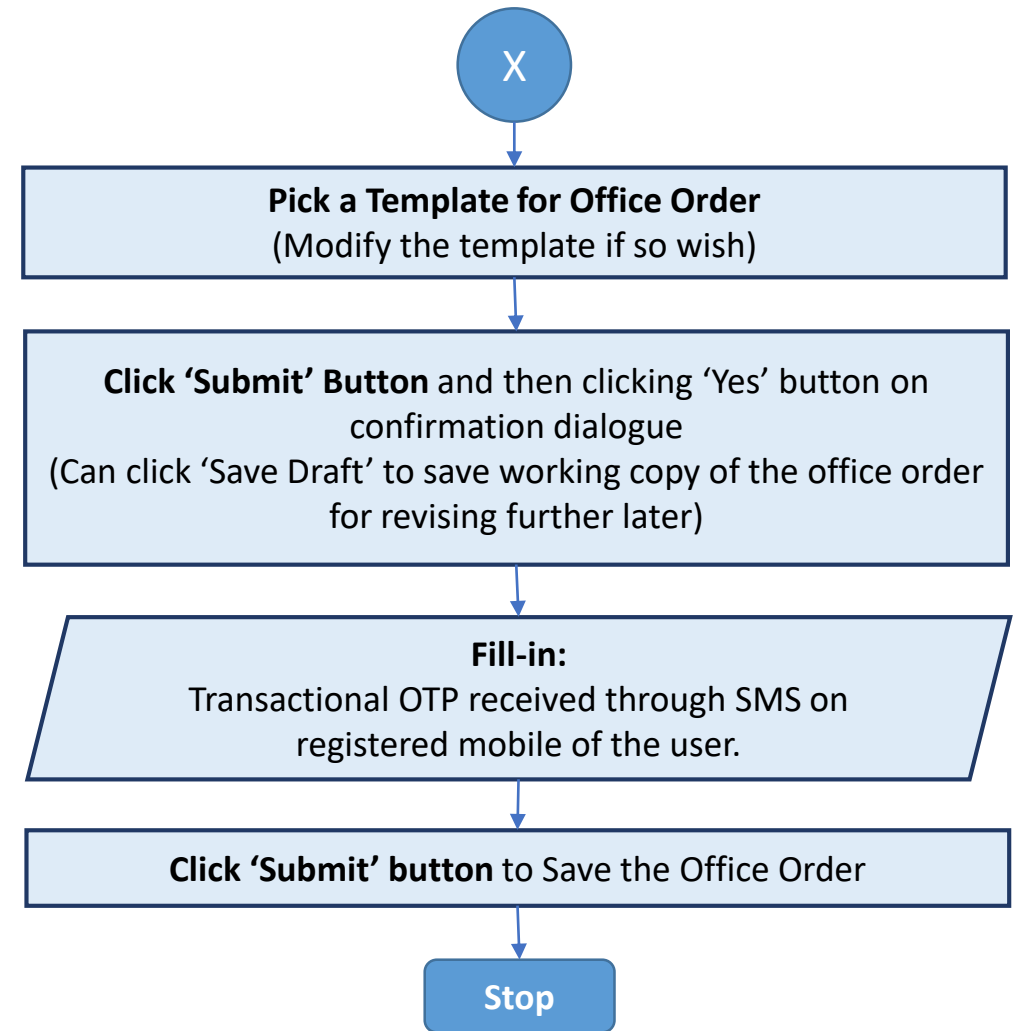 X
Pick a Template for Office Order
(Modify the template if so wish)
Click ‘Submit’ Button and then clicking ‘Yes’ button on
confirmation dialogue
(Can click ‘Save Draft’ to save working copy of the office order
for revising further later)
Fill-in:
Transactional OTP received through SMS on
registered mobile of the user.
Click ‘Submit’ button to Save the Office Order
Stop